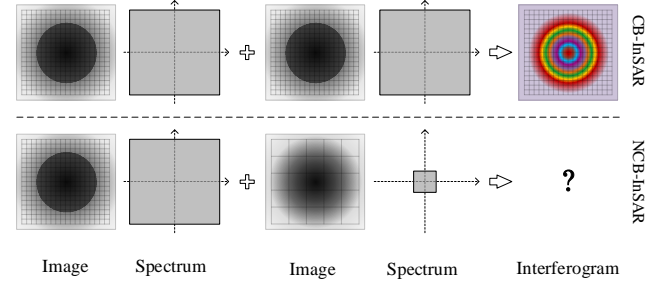 CB-InSAR
NCB-InSAR
?
Image Spectrum Image Spectrum Interferogram